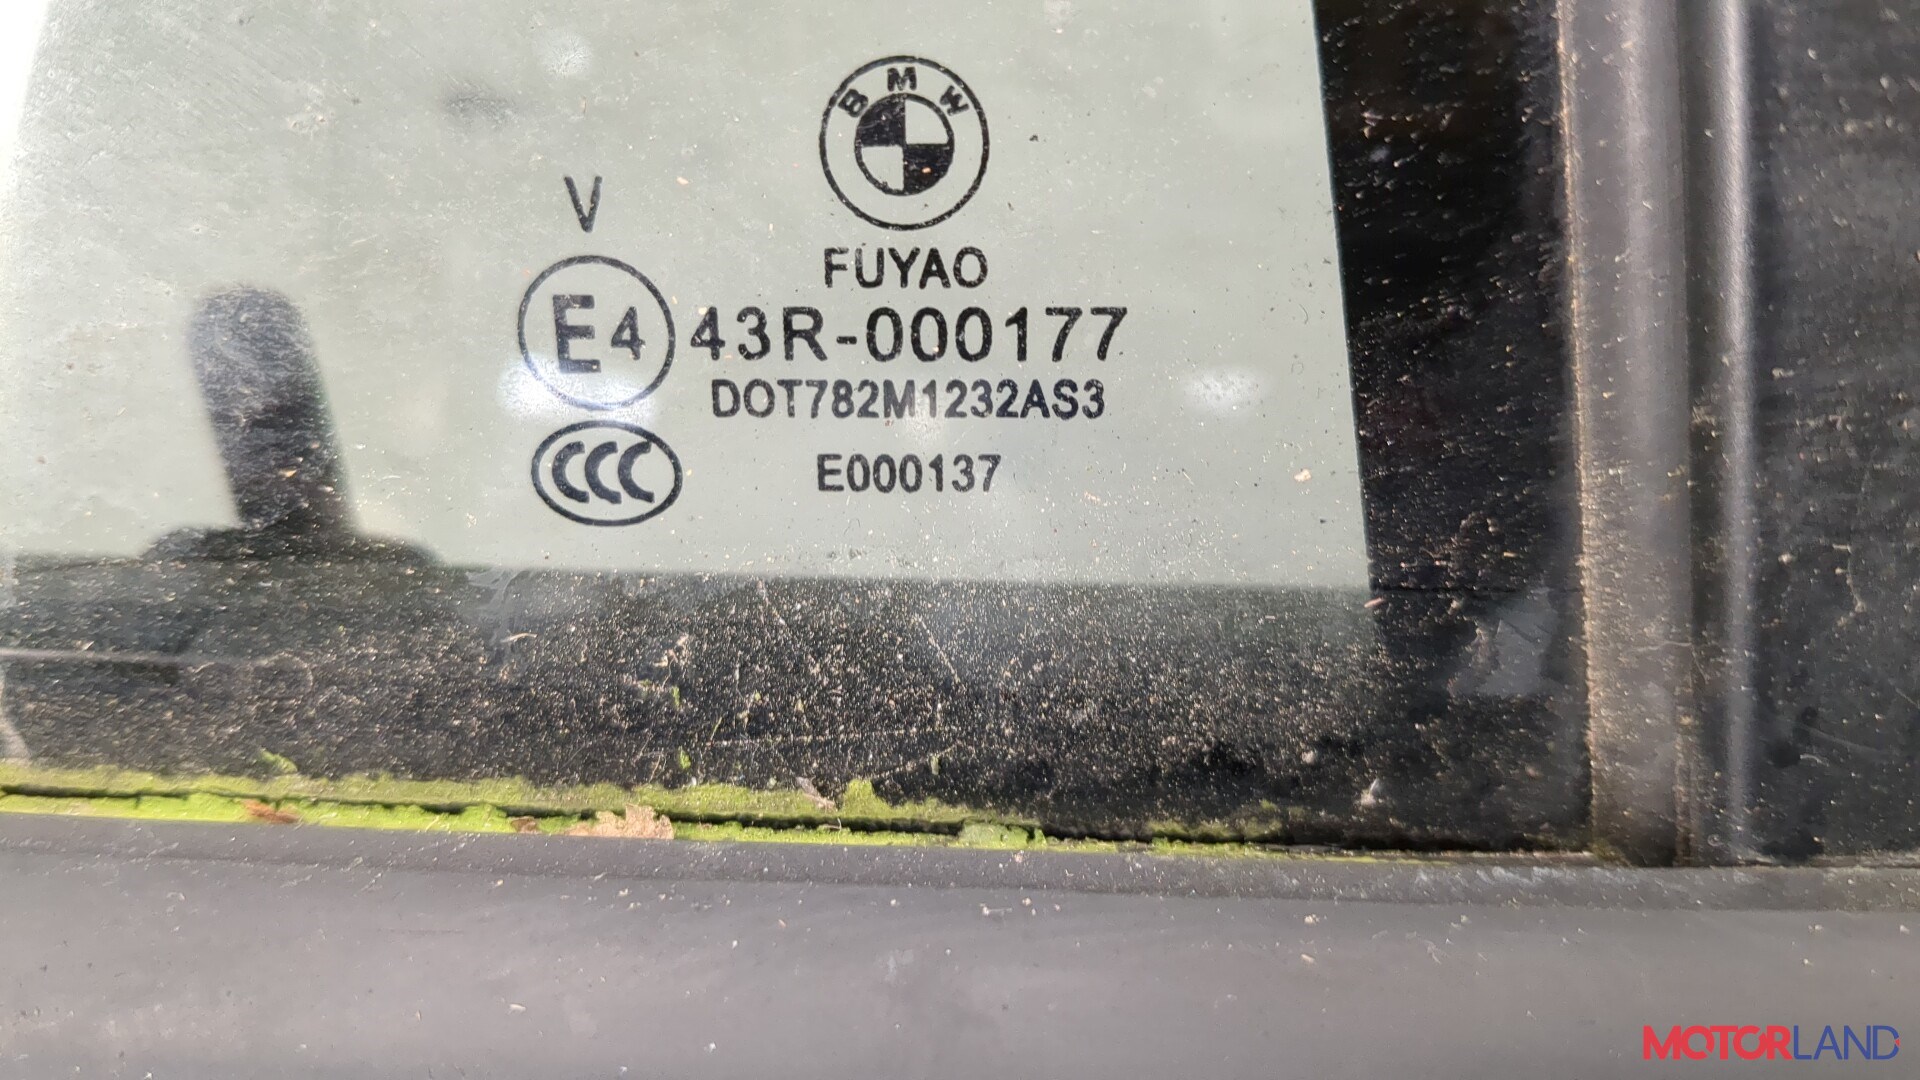 BMW
V
FUYAO
E4 43R-000177
DOT782M1232AS3
CCC E000137
MOTORLAND